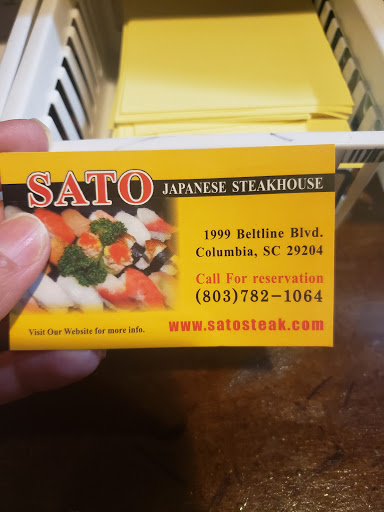 SATO JAPANESE STEAKHOUSE
1999 Beltline Blvd.
Columbia, SC 29204
Call For reservation
(803)782-1064
Visit Our Website for more info.
www.satosteak.com